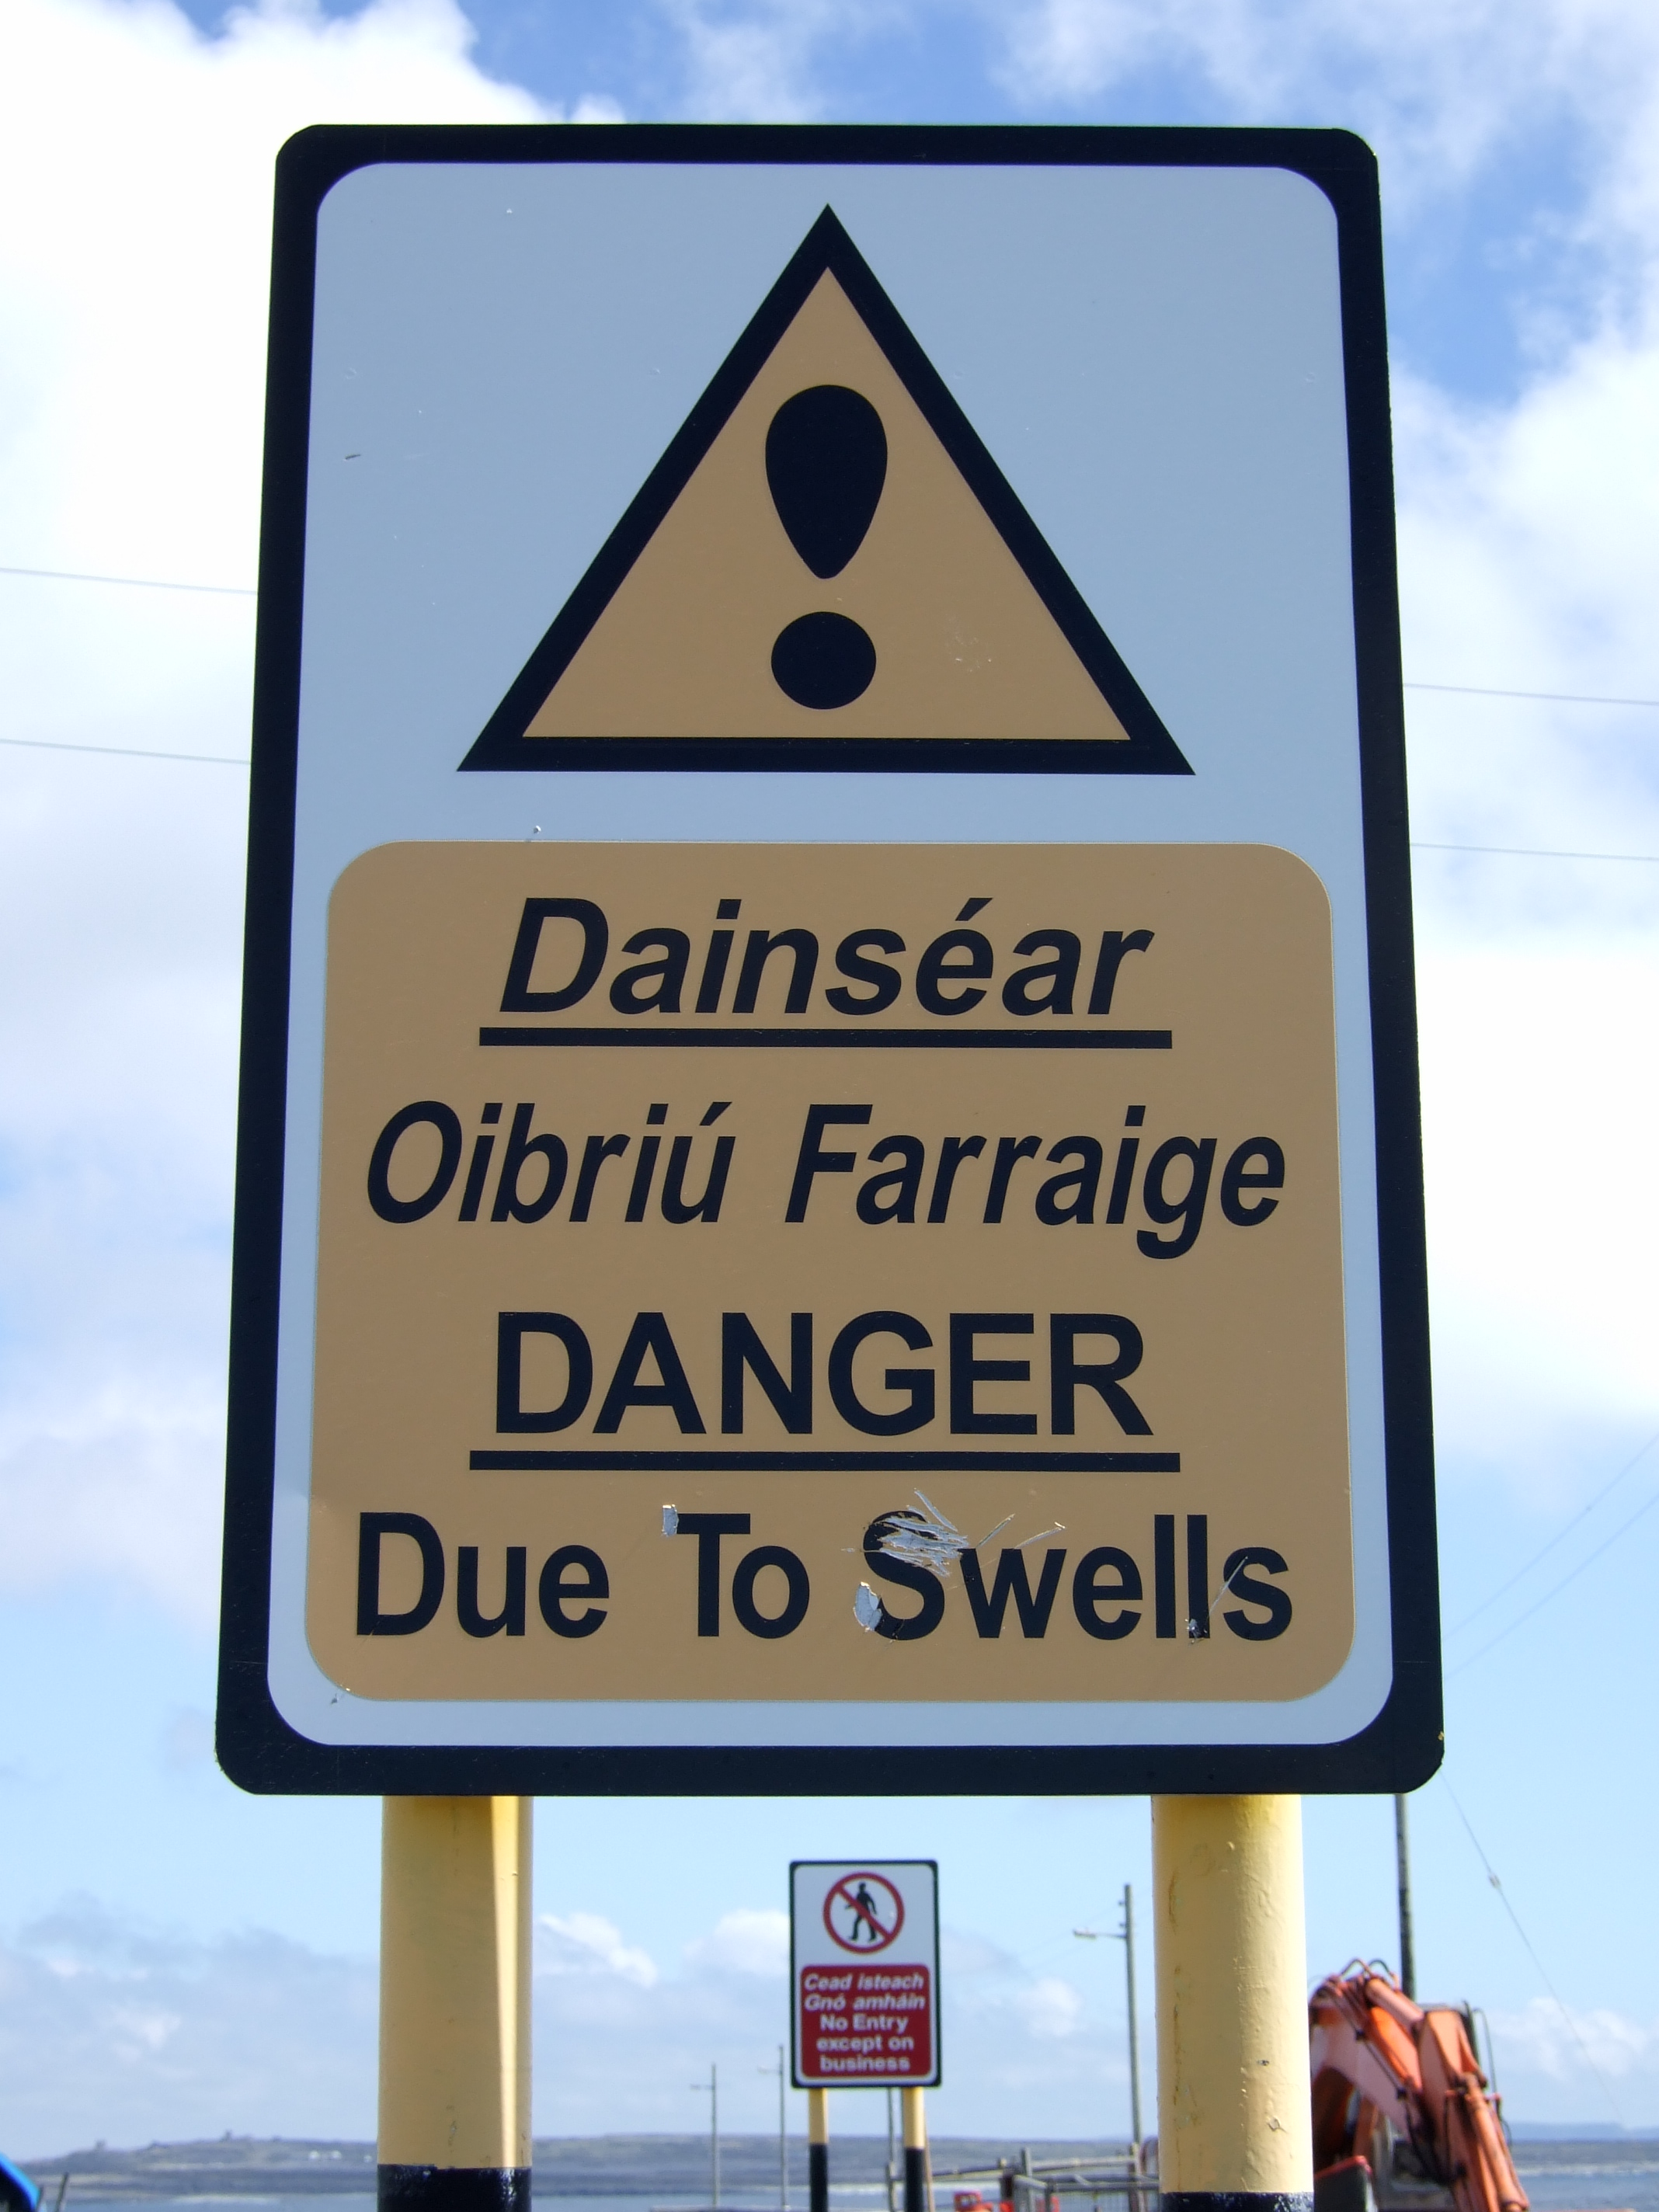 Dainséar
Oibriú Farraige
DANGER
Due To Swells
Cead isteach
Gnó amháin
No Entry
except on
business